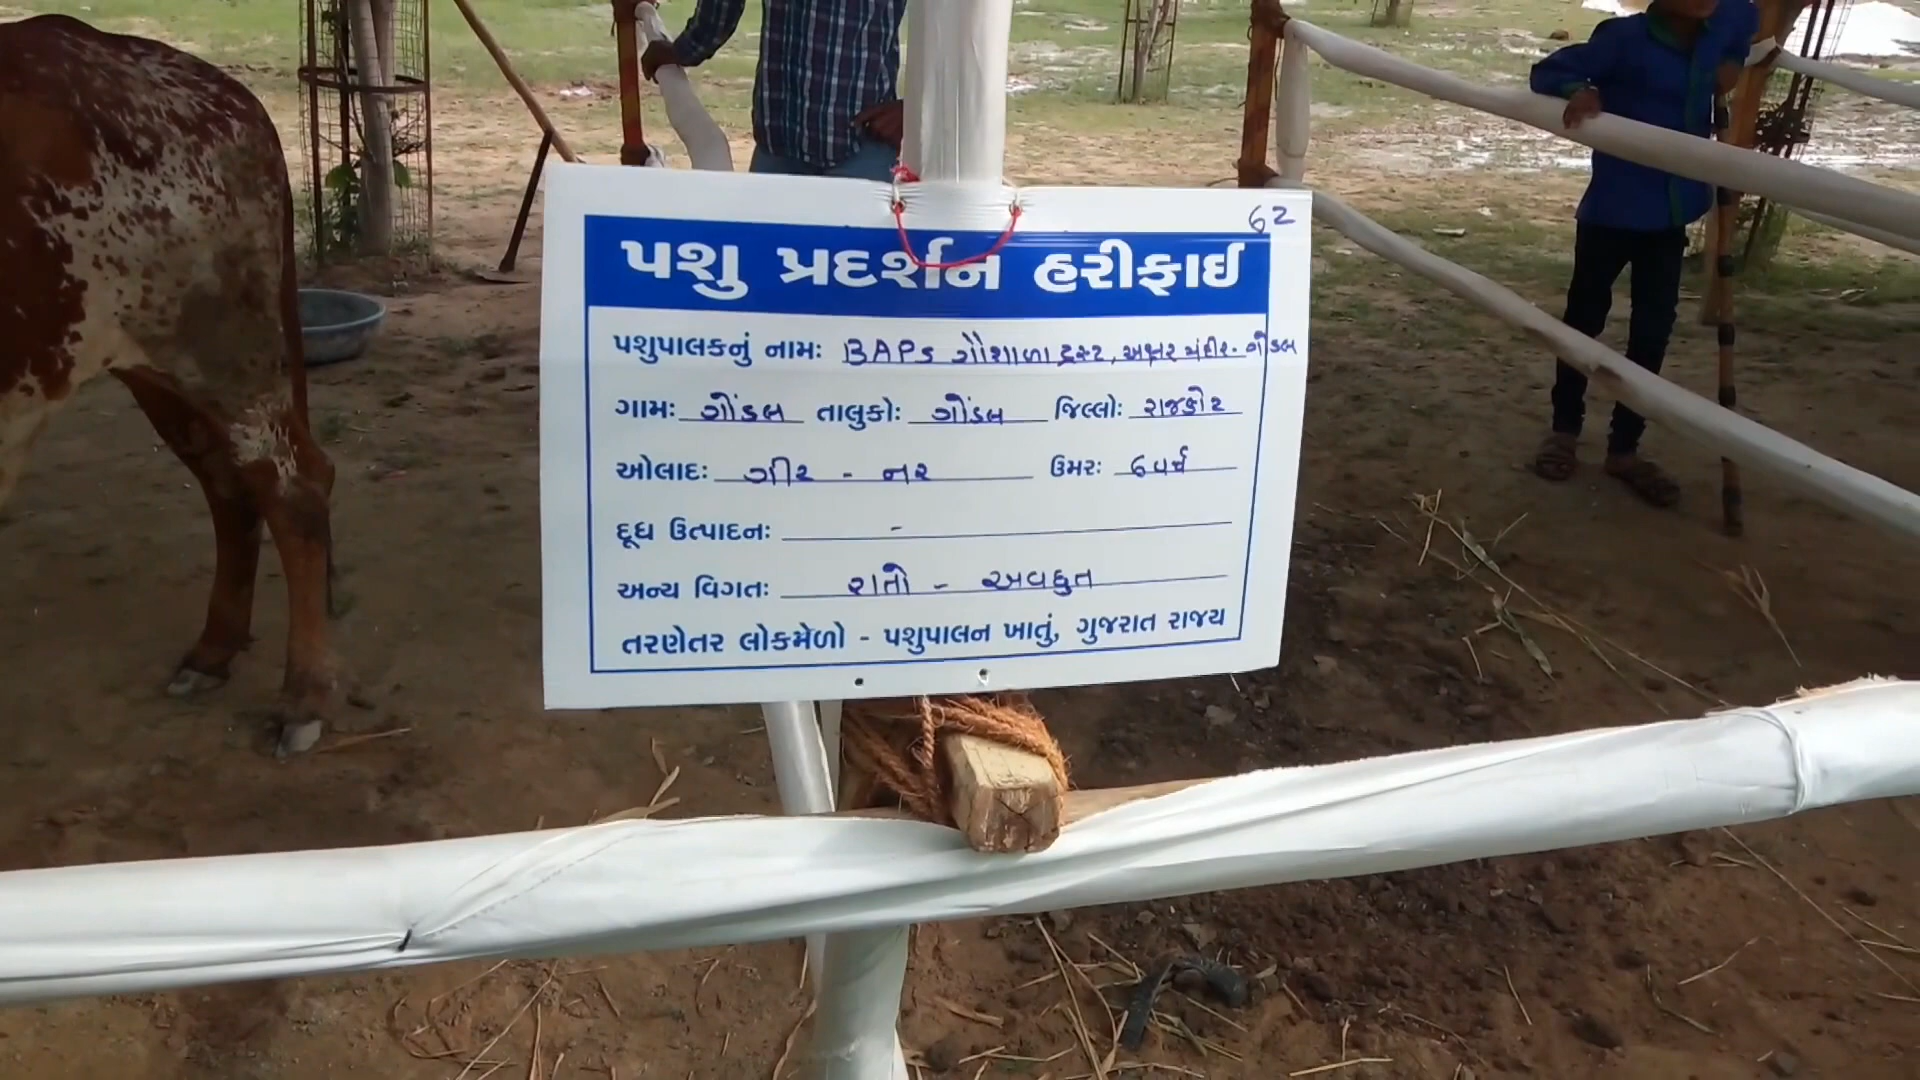 62
પશુ પ્રદર્શન હરીફાઈ
પશુપાલકનું નામઃ BAPS ગૌશાળા ટ્રસ્ટ, અક્ષર મંદીર. ગોંડલ
ગામઃ ગોંડલ તાલુકોઃ ગોંડલ જિલ્લોઃ રાજકોટ
ઓલાદઃ ગીર - નર ઉંમરઃ ૬ વર્ષ
દૂધ ઉત્પાદનઃ -
અન્ય વિગતઃ રાતો - અવધુત
તરણેતર લોકમેળો - પશુપાલન ખાતું, ગુજરાત રાજ્ય